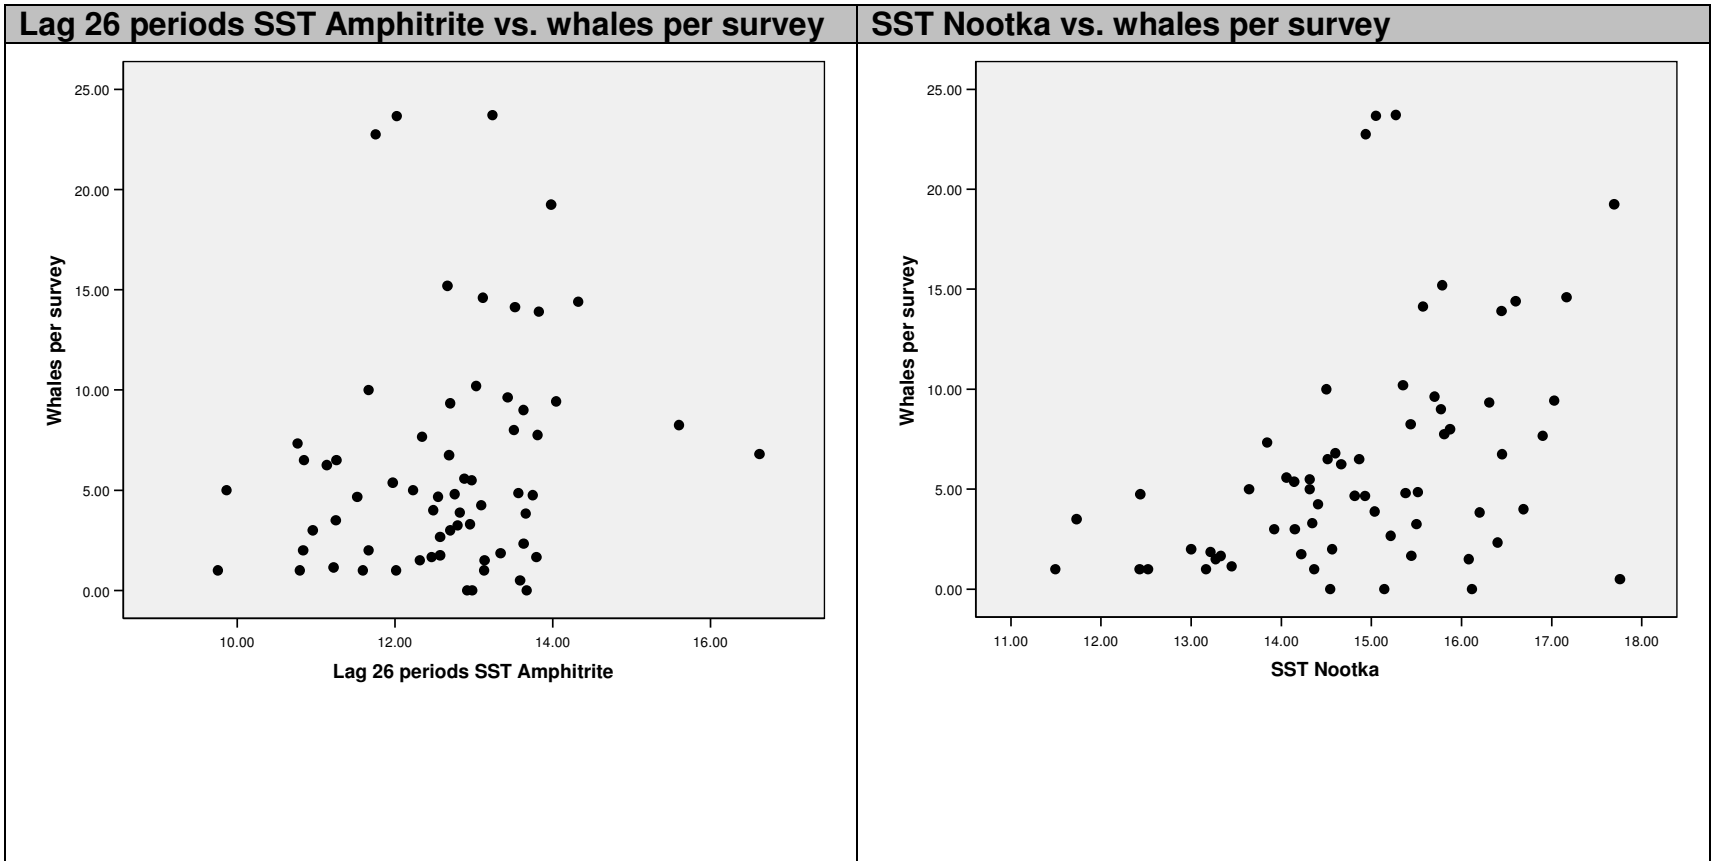 Lag 26 periods SST Amphitrite vs. whales per survey
25.00
20.00
15.00
10.00
5.00
0.00
Whales per survey
10.00 12.00 14.00 16.00
Lag 26 periods SST Amphitrite
SST Nootka vs. whales per survey
25.00
20.00
15.00
10.00
5.00
0.00
Whales per survey
11.00 12.00 13.00 14.00 15.00 16.00 17.00 18.00
SST Nootka